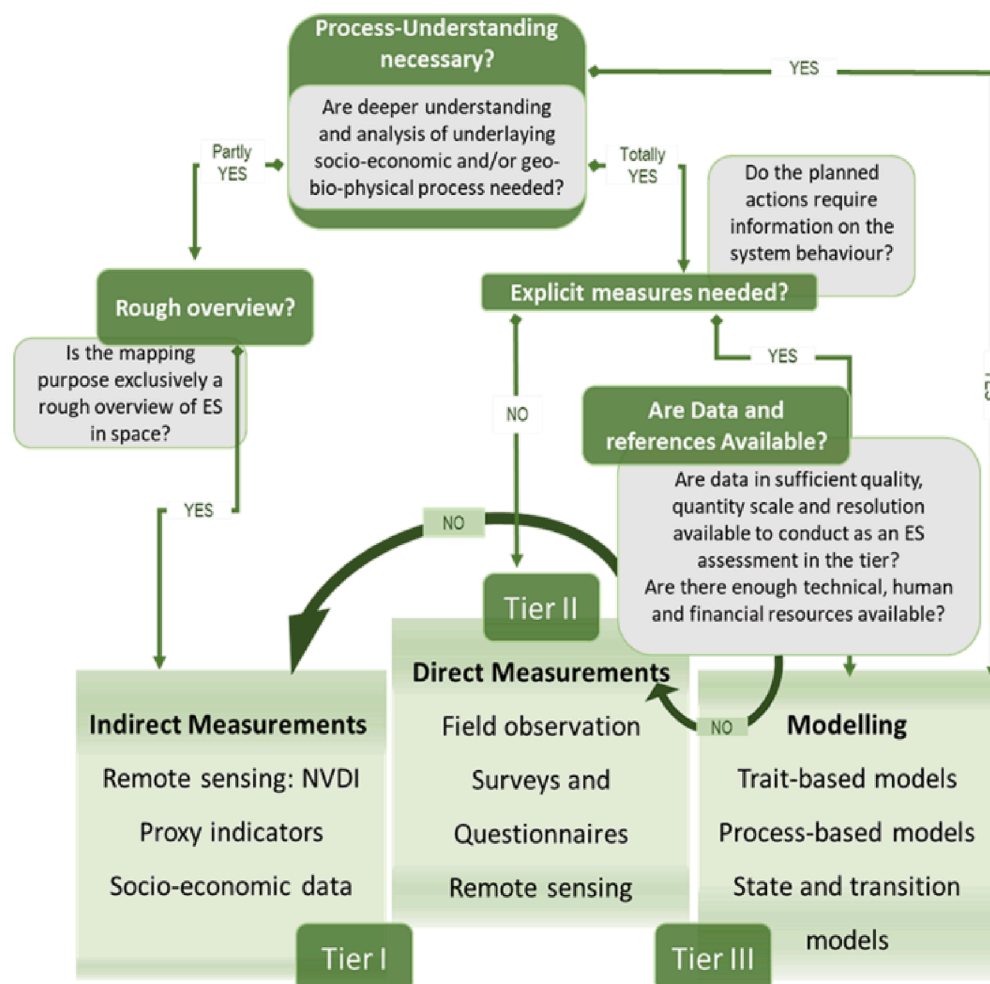 Process-Understanding
necessary?
Are deeper understanding
and analysis of underlaying
socio-economic and/or geo-
bio-physical process needed?
YES
Partly
YES
Totally
YES
Do the planned
actions require
information on the
system behaviour?
Rough overview?
Is the mapping
purpose exclusively a
rough overview of ES
in space?
Explicit measures needed?
YES
NO
YES
Are Data and
references Available?
Are data in sufficient quality,
quantity scale and resolution
available to conduct as an ES
assessment in the tier?
Are there enough technical, human
and financial resources available?
YES
NO
Tier II
Direct Measurements
Field observation
Surveys and
Questionnaires
Remote sensing
Indirect Measurements
Remote sensing: NVDI
Proxy indicators
Socio-economic data
Tier I
NO
Modelling
Trait-based models
Process-based models
State and transition
models
Tier III